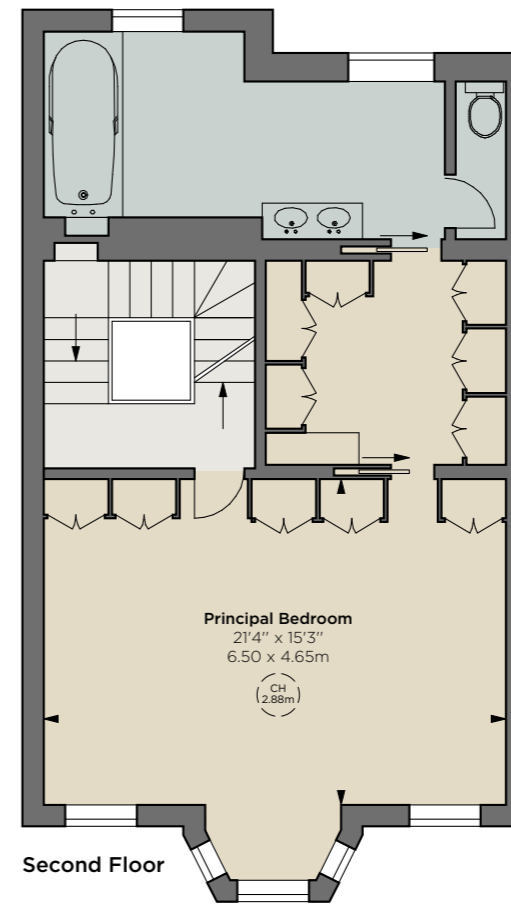 Principal Bedroom
21'4'' x 15'3''
6.50 x 4.65m
CH
2.88m
Second Floor